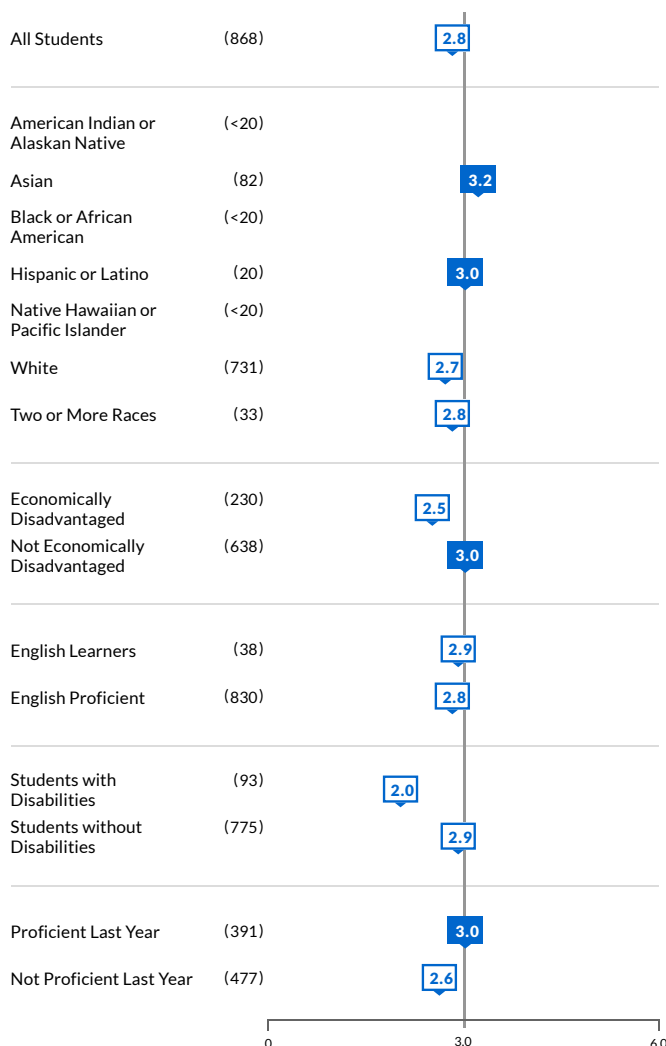 All Students (868) 2.8
American Indian or (<20)
Alaskan Native
Asian (82) 3.2
Black or African (<20)
American
Hispanic or Latino (20) 3.0
Native Hawaiian or (<20)
Pacific Islander
White (731) 2.7
Two or More Races (33) 2.8
Economically (230) 2.5
Disadvantaged
Not Economically (638) 3.0
Disadvantaged
English Learners (38) 2.9
English Proficient (830) 2.8
Students with (93) 2.0
Disabilities
Students without (775) 2.9
Disabilities
Proficient Last Year (391) 3.0
Not Proficient Last Year (477) 2.6
0 3.0 6.0